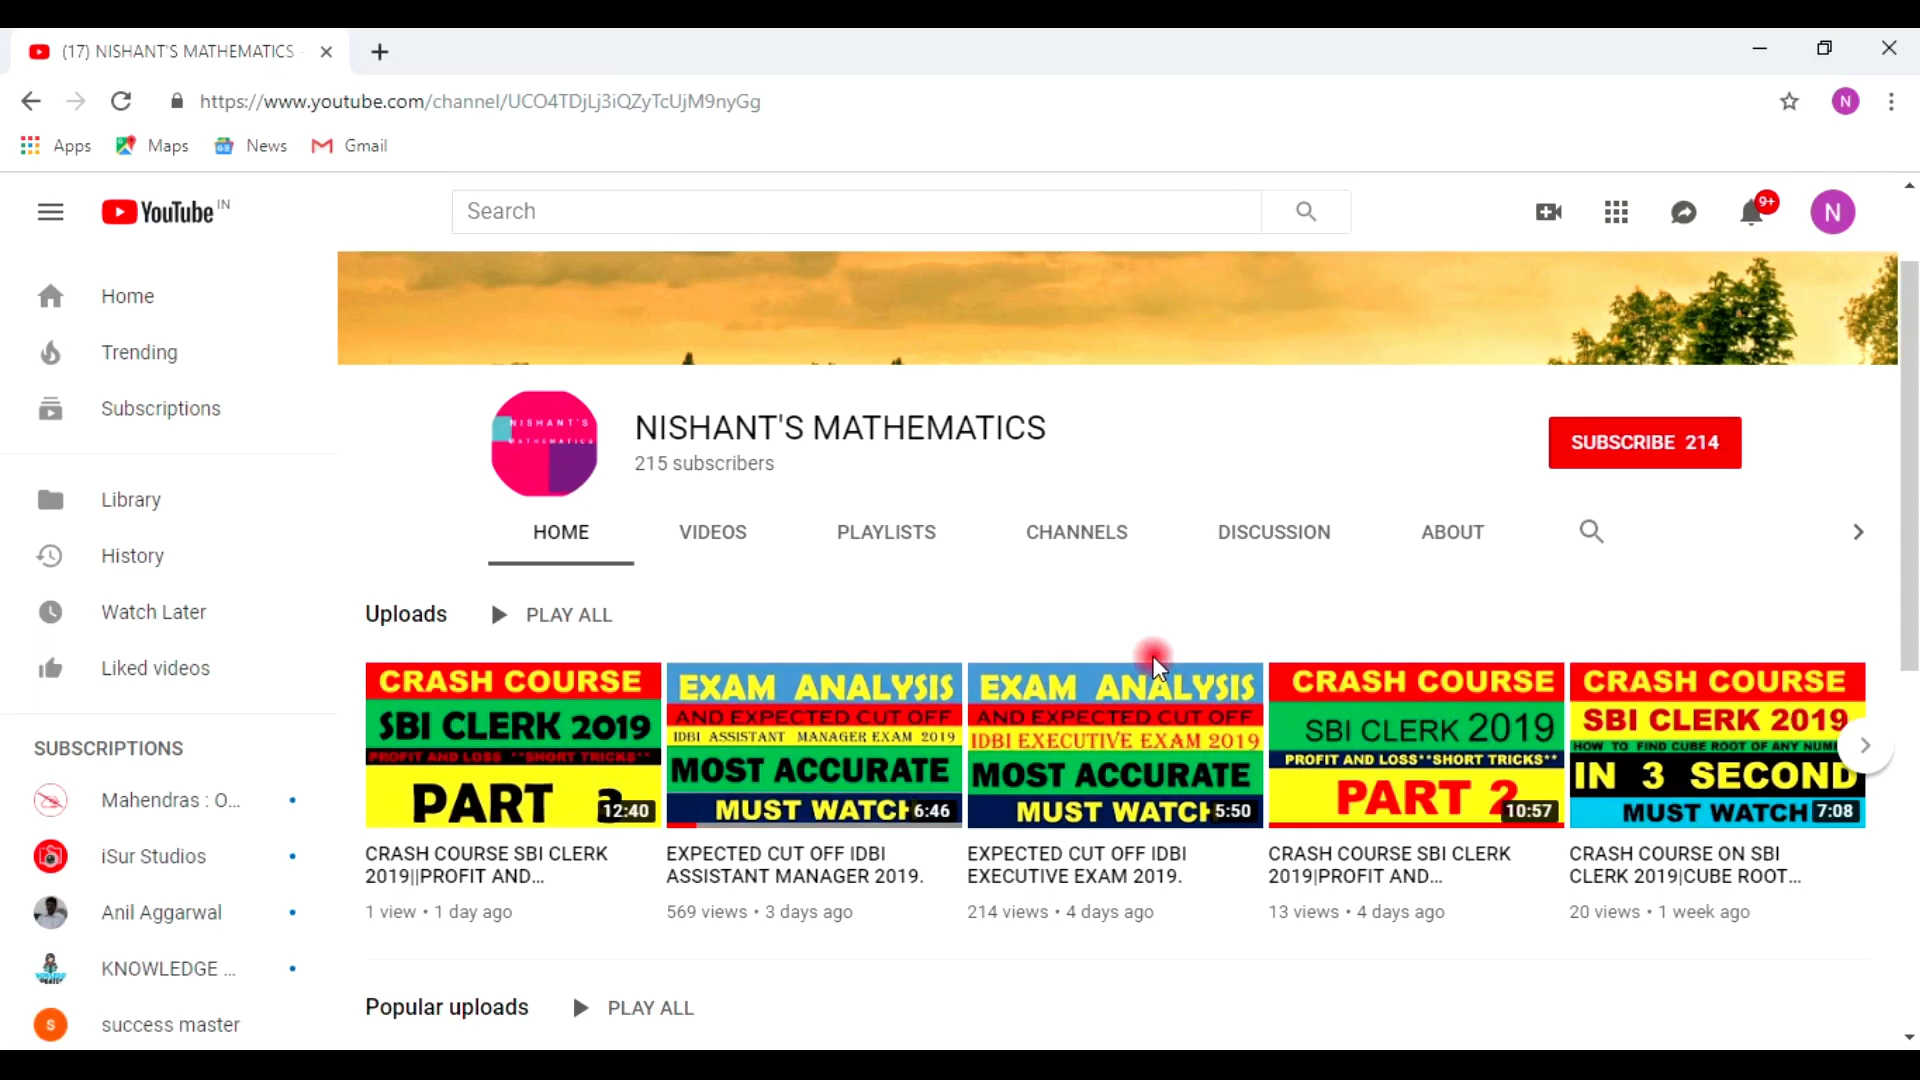 (17) NISHANT'S MATHEMATICS
https://www.youtube.com/channel/UCO4TDjLj3iQZyTcUjM9nyGg
N
Apps Maps News Gmail
YouTube IN
Search
9+
N
Home
Trending
Subscriptions
NISHANT'S
MATHEMATICS
NISHANT'S MATHEMATICS
215 subscribers
SUBSCRIBE 214
Library
History
Watch Later
Liked videos
HOME VIDEOS PLAYLISTS CHANNELS DISCUSSION ABOUT
Uploads PLAY ALL
CRASH COURSE
SBI CLERK 2019
PROFIT AND LOSS **SHORT TRICKS**
PART 3
12:40
EXAM ANALYSIS
AND EXPECTED CUT OFF
IDBI ASSISTANT MANAGER EXAM 2019
MOST ACCURATE
MUST WATCH
6:46
EXAM ANALYSIS
AND EXPECTED CUT OFF
IDBI EXECUTIVE EXAM 2019
MOST ACCURATE
MUST WATCH
5:50
CRASH COURSE
SBI CLERK 2019
PROFIT AND LOSS**SHORT TRICKS**
PART 2
10:57
CRASH COURSE
SBI CLERK 2019
HOW TO FIND CUBE ROOT OF ANY NUM
IN 3 SECOND
MUST WATCH
7:08
CRASH COURSE SBI CLERK
2019||PROFIT AND...
1 view • 1 day ago
EXPECTED CUT OFF IDBI
ASSISTANT MANAGER 2019.
569 views • 3 days ago
EXPECTED CUT OFF IDBI
EXECUTIVE EXAM 2019.
214 views • 4 days ago
CRASH COURSE SBI CLERK
2019|PROFIT AND...
13 views • 4 days ago
CRASH COURSE ON SBI
CLERK 2019|CUBE ROOT...
20 views • 1 week ago
SUBSCRIPTIONS
Mahendras : O...
iSur Studios
Anil Aggarwal
KNOWLEDGE ...
S
success master
Popular uploads PLAY ALL